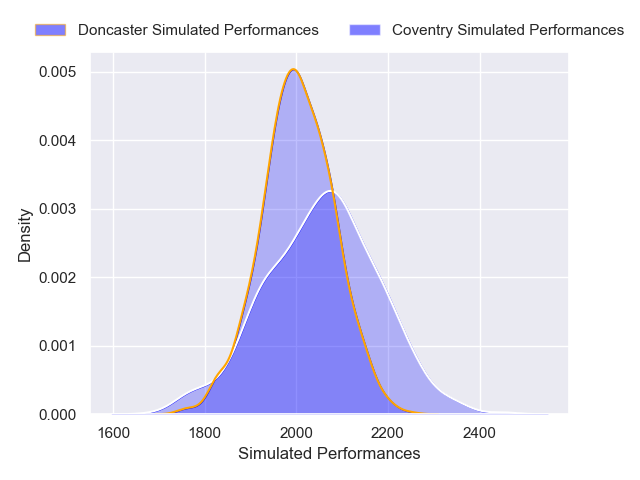 Doncaster Simulated Performances
Coventry Simulated Performances
0.005
0.004
0.003
0.002
0.001
0.000
Density
1600
1800
2000
2200
2400
Simulated Performances